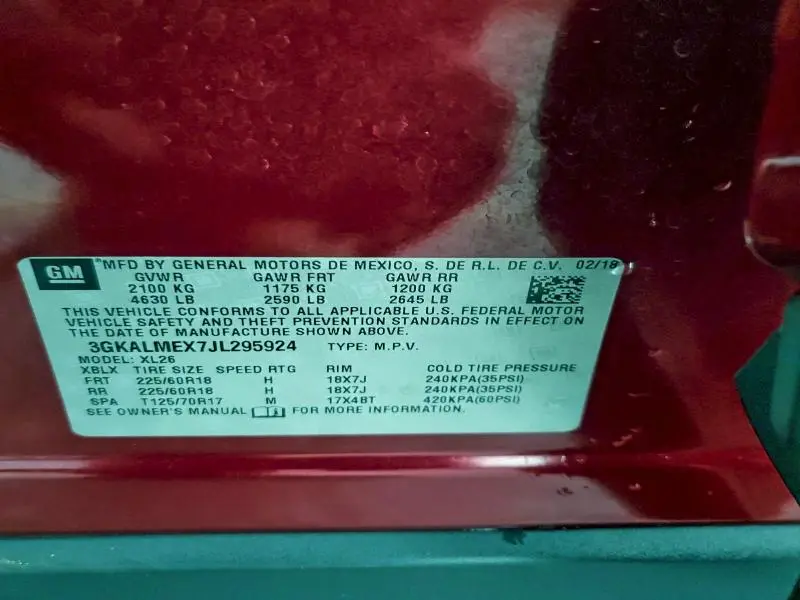 GM MFD BY GENERAL MOTORS DE MEXICO, S. DE R.L. DE C.V. 02/18
GVWR GAWR FRT GAWR RR
2100 KG 1175 KG 1200 KG
4630 LB 2590 LB 2645 LB
THIS VEHICLE CONFORMS TO ALL APPLICABLE U.S. FEDERAL MOTOR
VEHICLE SAFETY AND THEFT PREVENTION STANDARDS IN EFFECT ON
THE DATE OF MANUFACTURE SHOWN ABOVE.
3GKALMEX7JL295924 TYPE: M.P.V.
MODEL: XL26
XBLX TIRE SIZE SPEED RTG RIM COLD TIRE PRESSURE
FRT 225/60R18 H 18X7J 240KPA(35PSI)
RR 225/60R18 H 18X7J 240KPA(35PSI)
SPA T125/70R17 M 17X4BT 420KPA(60PSI)
SEE OWNER'S MANUAL FOR MORE INFORMATION.